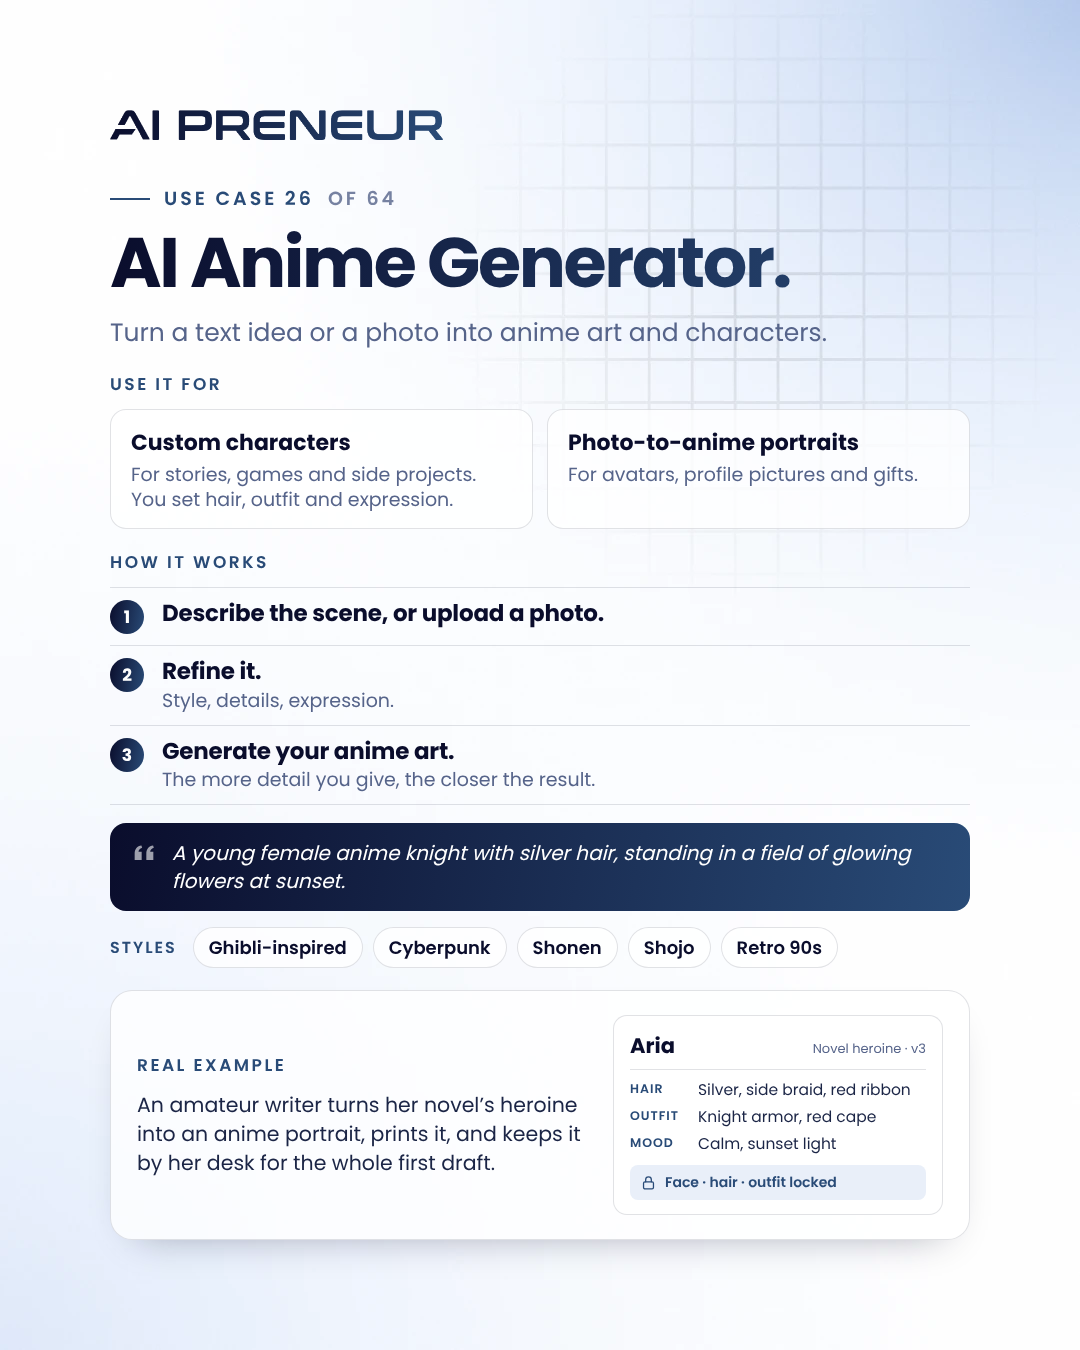 AI PRENEUR
USE CASE 26 OF 64
AI Anime Generator.
Turn a text idea or a photo into anime art and characters.
USE IT FOR
Custom characters
For stories, games and side projects.
You set hair, outfit and expression.
Photo-to-anime portraits
For avatars, profile pictures and gifts.
HOW IT WORKS
1 Describe the scene, or upload a photo.
2 Refine it.
Style, details, expression.
3 Generate your anime art.
The more detail you give, the closer the result.
“ A young female anime knight with silver hair, standing in a field of glowing
flowers at sunset.
STYLES Ghibli-inspired Cyberpunk Shonen Shojo Retro 90s
REAL EXAMPLE
An amateur writer turns her novel’s heroine
into an anime portrait, prints it, and keeps it
by her desk for the whole first draft.
Aria Novel heroine · v3
HAIR Silver, side braid, red ribbon
OUTFIT Knight armor, red cape
MOOD Calm, sunset light
Face · hair · outfit locked